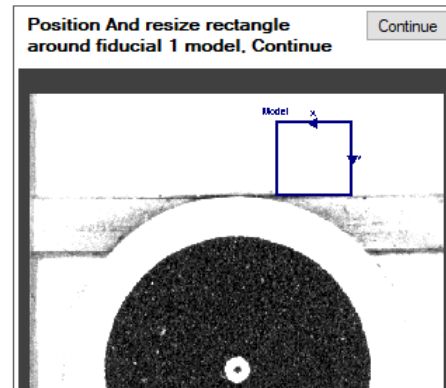 Position And resize rectangle
around fiducial 1 model, Continue
Continue
Model
X